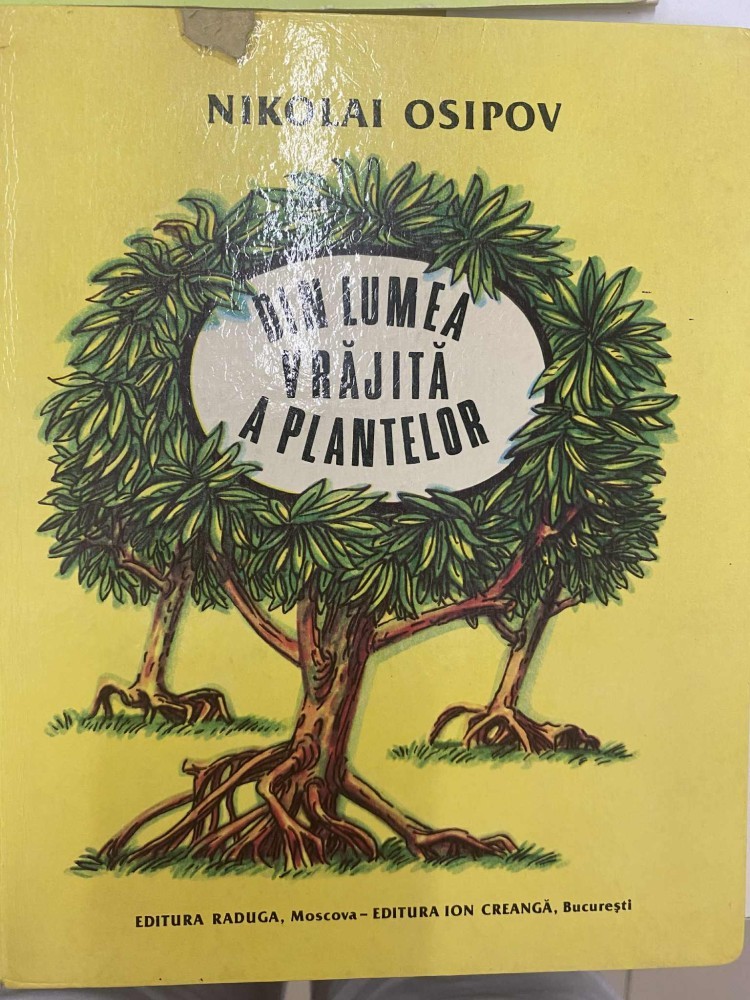 NIKOLAI OSIPOV
DIN LUMEA
VRĂJITĂ
A PLANTELOR
EDITURA RADUGA, Moscova – EDITURA ION CREANGĂ, București